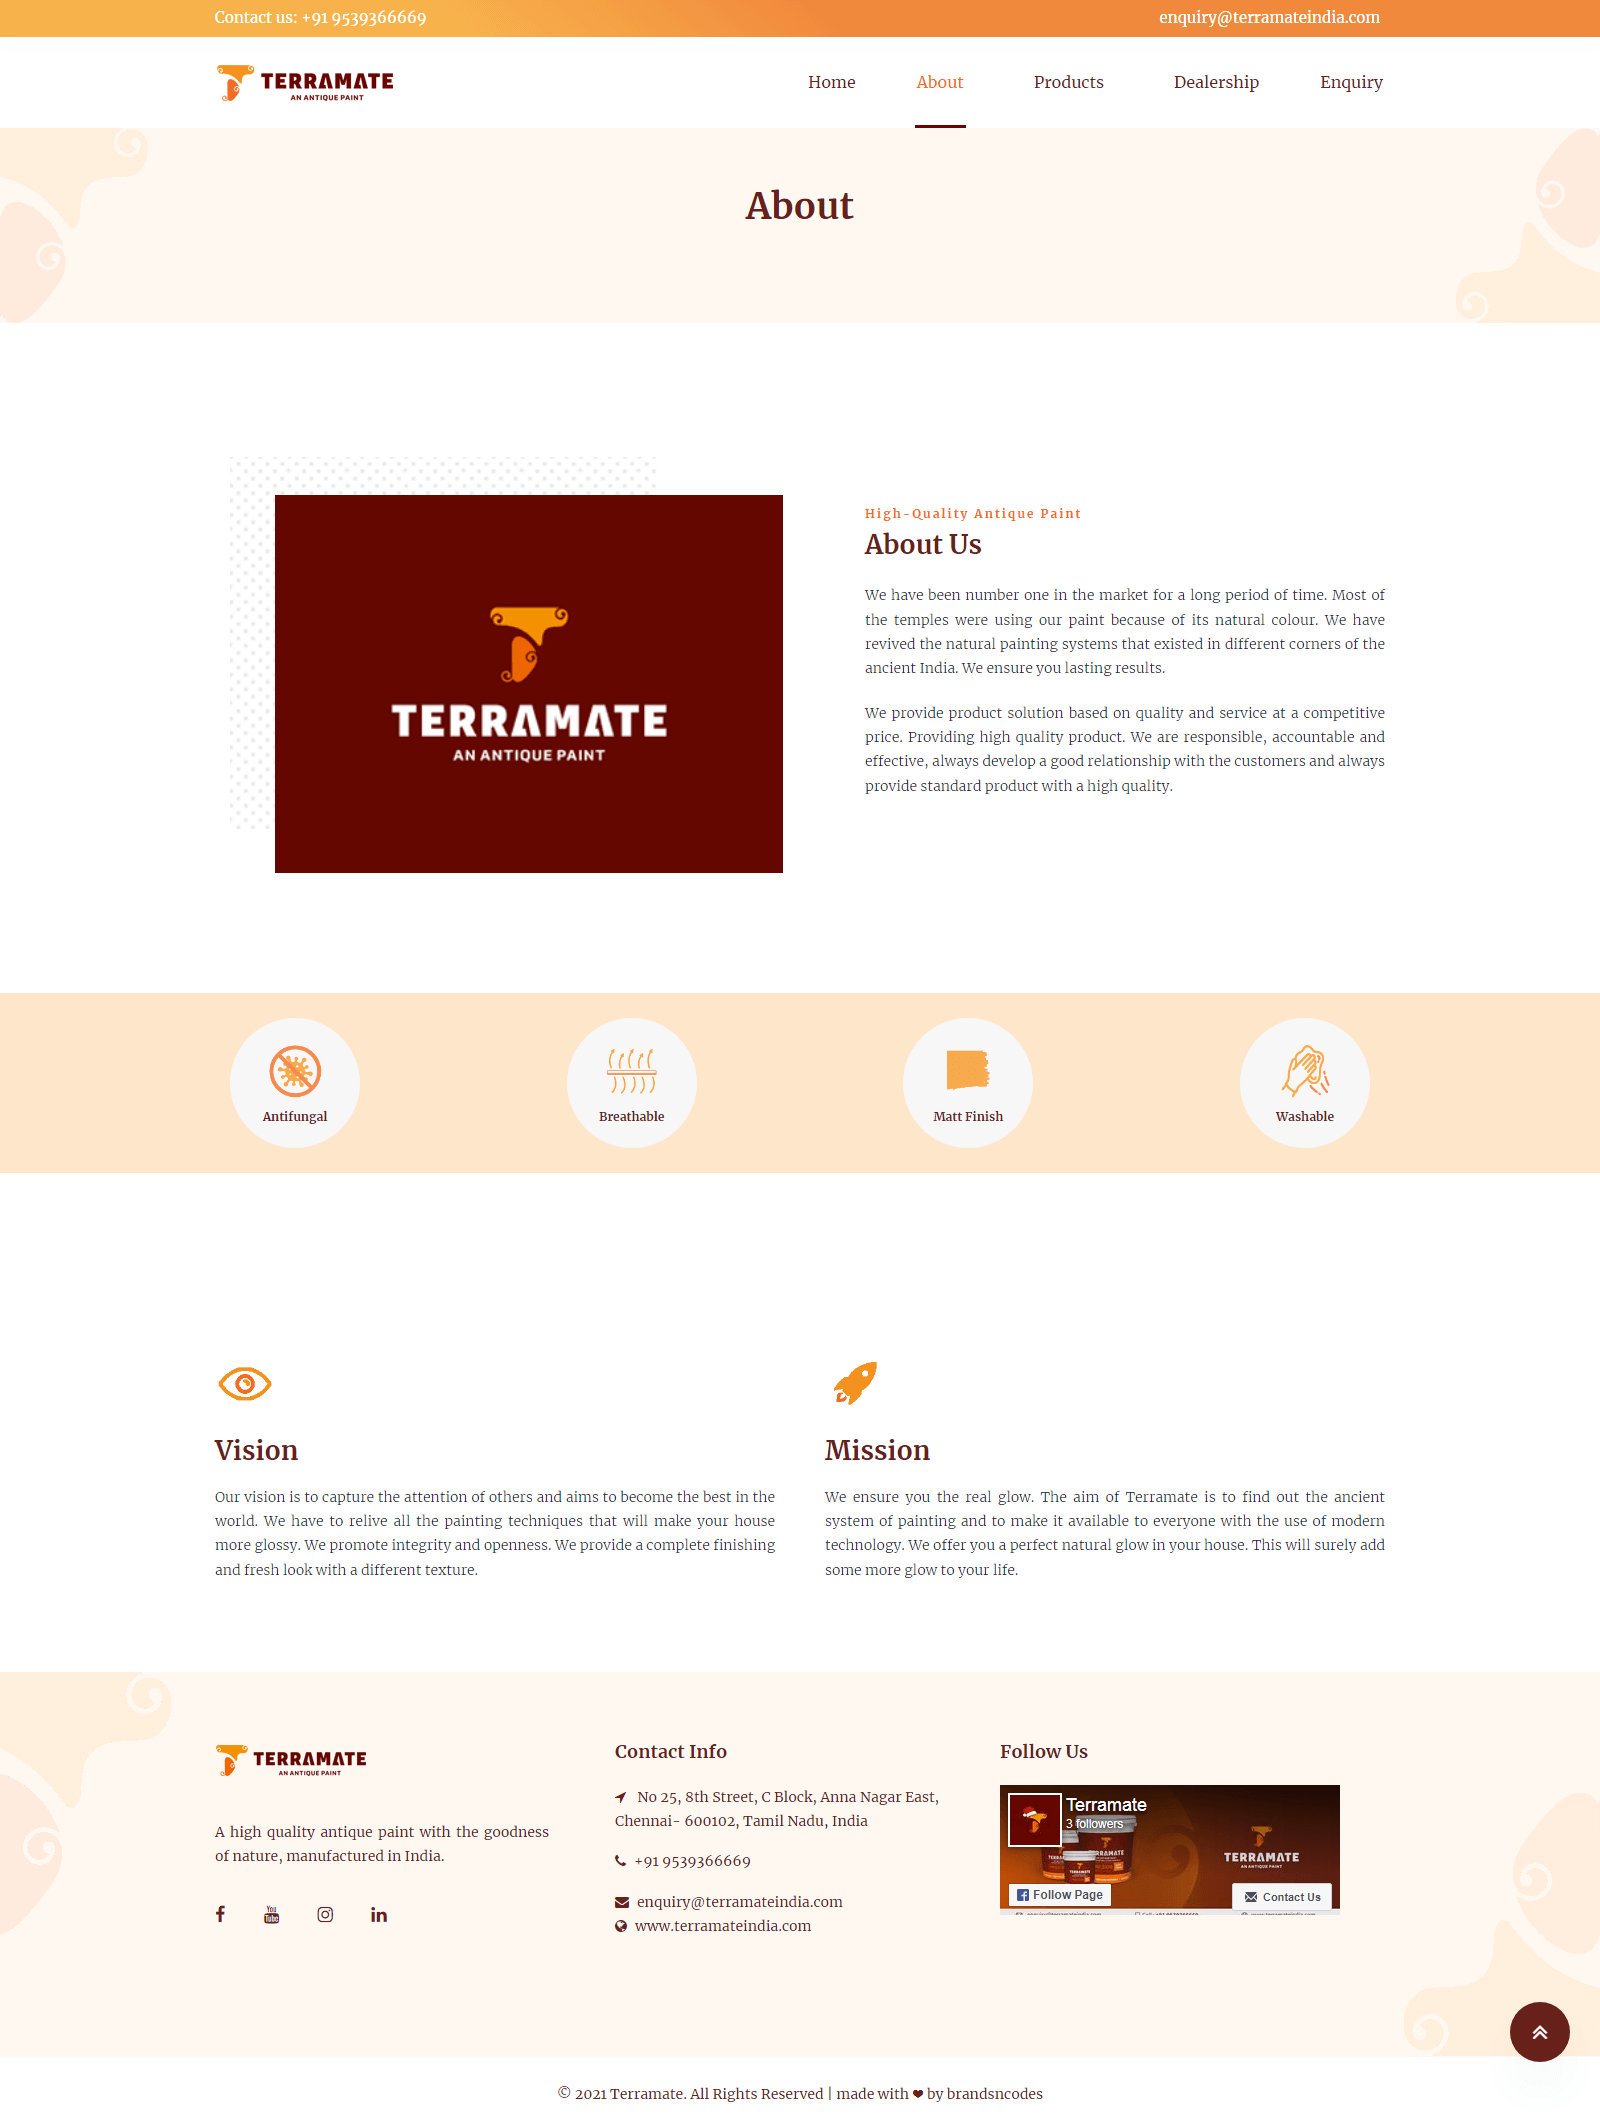 Contact us: +91 9539366669
enquiry@terramateindia.com
TERRAMATE
AN ANTIQUE PAINT
Home
About
Products
Dealership
Enquiry
About
TERRAMATE
AN ANTIQUE PAINT
High-Quality Antique Paint
About Us
We have been number one in the market for a long period of time. Most of
the temples were using our paint because of its natural colour. We have
revived the natural painting systems that existed in different corners of the
ancient India. We ensure you lasting results.
We provide product solution based on quality and service at a competitive
price. Providing high quality product. We are responsible, accountable and
effective, always develop a good relationship with the customers and always
provide standard product with a high quality.
Antifungal
Breathable
Matt Finish
Washable
Vision
Our vision is to capture the attention of others and aims to become the best in the
world. We have to relive all the painting techniques that will make your house
more glossy. We promote integrity and openness. We provide a complete finishing
and fresh look with a different texture.
Mission
We ensure you the real glow. The aim of Terramate is to find out the ancient
system of painting and to make it available to everyone with the use of modern
technology. We offer you a perfect natural glow in your house. This will surely add
some more glow to your life.
TERRAMATE
AN ANTIQUE PAINT
A high quality antique paint with the goodness
of nature, manufactured in India.
You
Tube
Contact Info
No 25, 8th Street, C Block, Anna Nagar East,
Chennai- 600102, Tamil Nadu, India
+91 9539366669
enquiry@terramateindia.com
www.terramateindia.com
Follow Us
Terramate
3 followers
TERRAMATE
AN ANTIQUE PAINT
Follow Page
Contact Us
© 2021 Terramate. All Rights Reserved | made with ❤ by brandsncodes